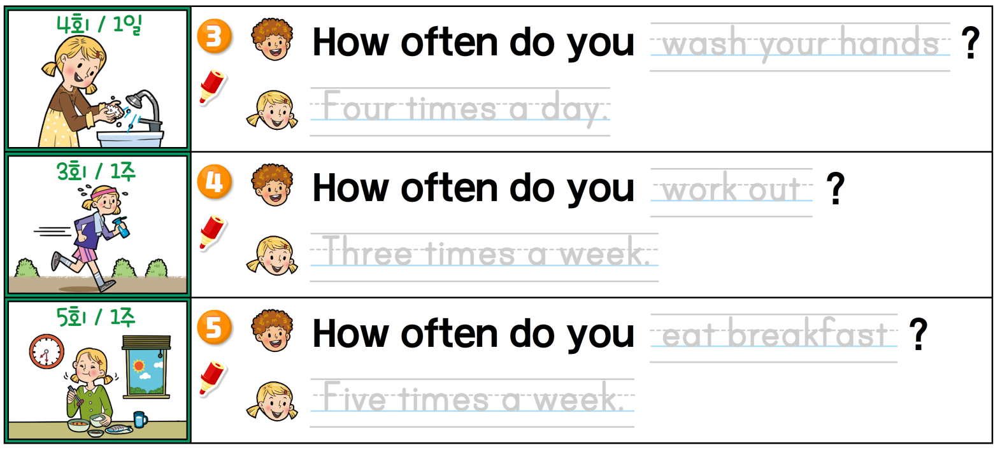 4회 / 1일
3
How often do you wash your hands ?
Four times a day.
3회 / 1주
4
How often do you work out ?
Three times a week.
5회 / 1주
5
How often do you eat breakfast ?
Five times a week.